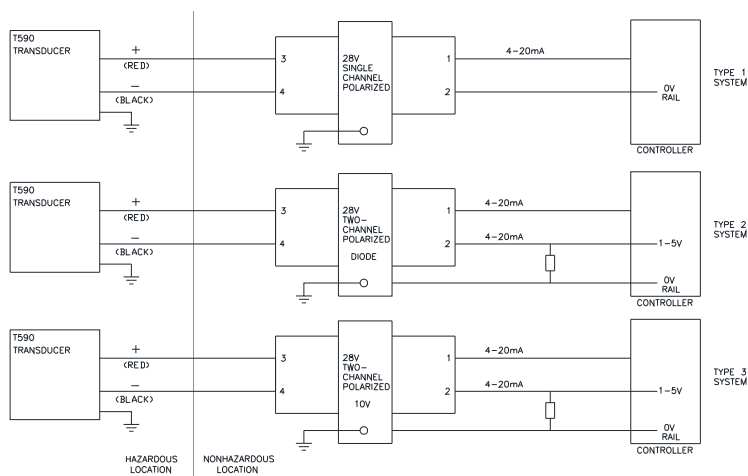 T590
TRANSDUCER
+
(RED)
−
(BLACK)
3
4
28V
SINGLE
CHANNEL
POLARIZED
1
2
4-20mA
0V
RAIL
CONTROLLER
TYPE 1
SYSTEM
T590
TRANSDUCER
+
(RED)
−
(BLACK)
3
4
28V
TWO-
CHANNEL
POLARIZED
DIODE
1
2
4-20mA
4-20mA
1-5V
0V
RAIL
CONTROLLER
TYPE 2
SYSTEM
T590
TRANSDUCER
+
(RED)
−
(BLACK)
3
4
28V
TWO-
CHANNEL
POLARIZED
10V
1
2
4-20mA
4-20mA
1-5V
0V
RAIL
CONTROLLER
TYPE 3
SYSTEM
HAZARDOUS
LOCATION
NONHAZARDOUS
LOCATION